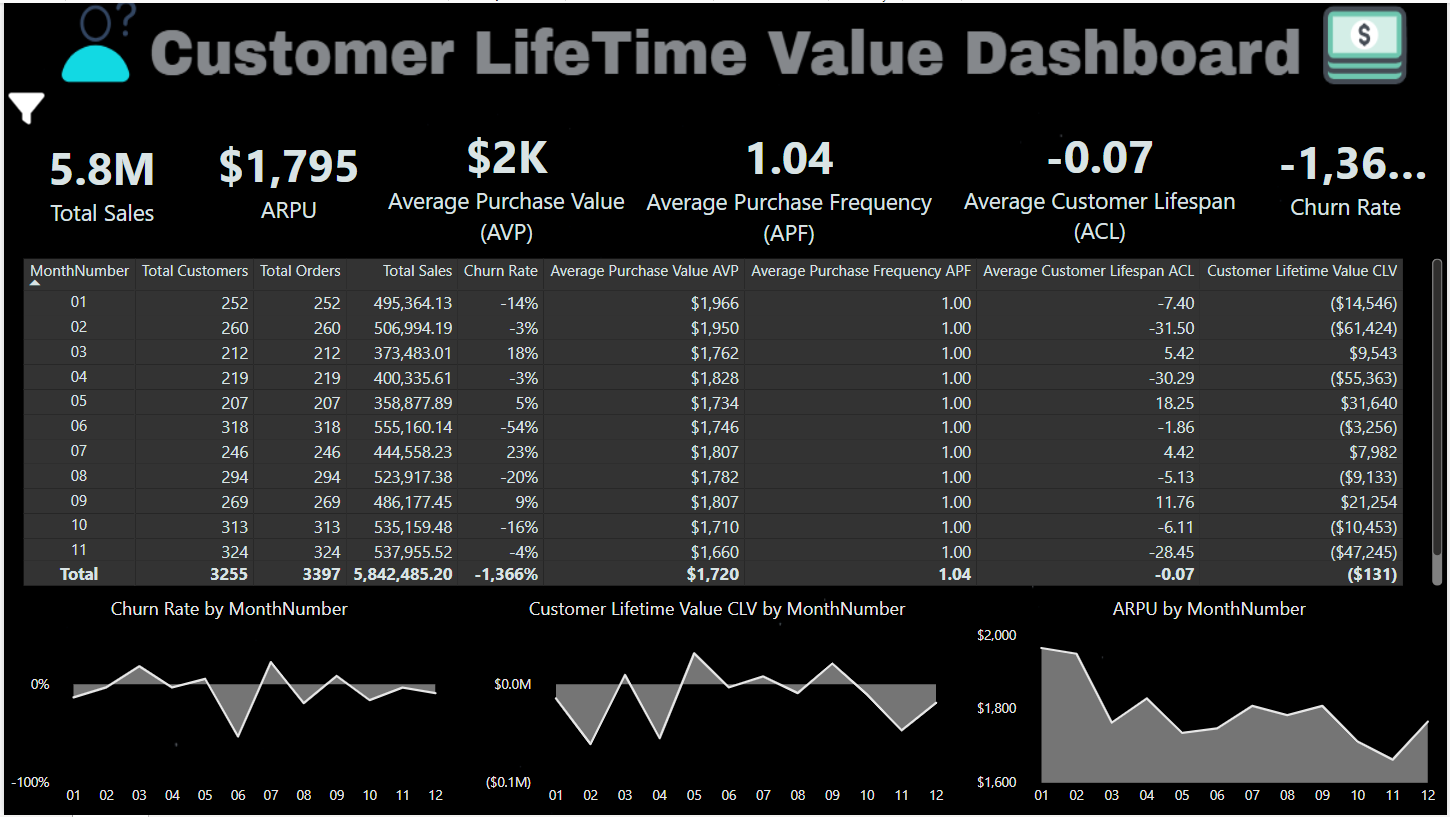 Customer LifeTime Value Dashboard
5.8M
Total Sales
$1,795
ARPU
$2K
Average Purchase Value
(AVP)
1.04
Average Purchase Frequency
(APF)
-0.07
Average Customer Lifespan
(ACL)
-1,36...
Churn Rate
MonthNumber Total Customers Total Orders Total Sales Churn Rate Average Purchase Value AVP Average Purchase Frequency APF Average Customer Lifespan ACL Customer Lifetime Value CLV
01 252 252 495,364.13 -14% $1,966 1.00 -7.40 ($14,546)
02 260 260 506,994.19 -3% $1,950 1.00 -31.50 ($61,424)
03 212 212 373,483.01 18% $1,762 1.00 5.42 $9,543
04 219 219 400,335.61 -3% $1,828 1.00 -30.29 ($55,363)
05 207 207 358,877.89 5% $1,734 1.00 18.25 $31,640
06 318 318 555,160.14 -54% $1,746 1.00 -1.86 ($3,256)
07 246 246 444,558.23 23% $1,807 1.00 4.42 $7,982
08 294 294 523,917.38 -20% $1,782 1.00 -5.13 ($9,133)
09 269 269 486,177.45 9% $1,807 1.00 11.76 $21,254
10 313 313 535,159.48 -16% $1,710 1.00 -6.11 ($10,453)
11 324 324 537,955.52 -4% $1,660 1.00 -28.45 ($47,245)
Total 3255 3397 5,842,485.20 -1,366% $1,720 1.04 -0.07 ($131)
Churn Rate by MonthNumber
0%
-100%
01 02 03 04 05 06 07 08 09 10 11 12
Customer Lifetime Value CLV by MonthNumber
$0.0M
($0.1M)
01 02 03 04 05 06 07 08 09 10 11 12
ARPU by MonthNumber
$2,000
$1,800
$1,600
01 02 03 04 05 06 07 08 09 10 11 12